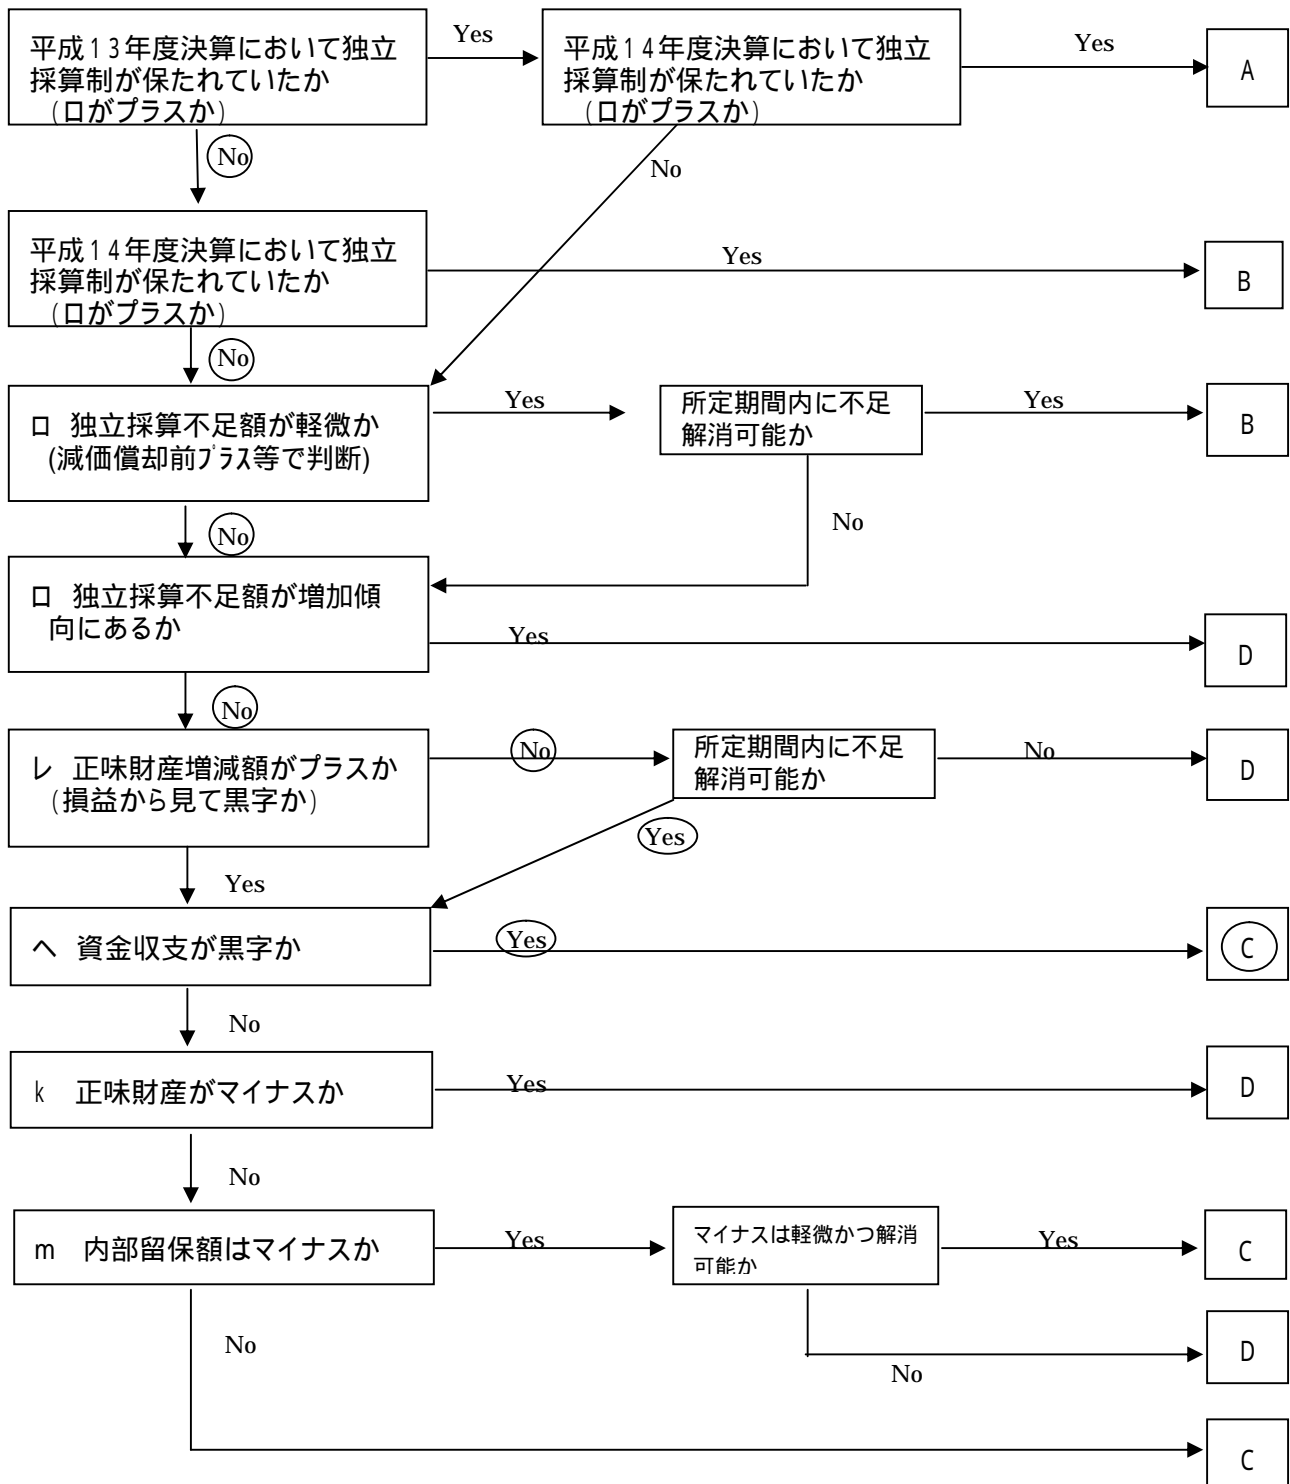 平成13年度決算において独立
採算制が保たれていたか
(ロがプラスか)
Yes
平成14年度決算において独立
採算制が保たれていたか
(ロがプラスか)
Yes
A
No
No
平成14年度決算において独立
採算制が保たれていたか
(ロがプラスか)
Yes
B
No
ロ 独立採算不足額が軽微か
(減価償却前プラス等で判断)
Yes
所定期間内に不足
解消可能か
Yes
B
No
No
ロ 独立採算不足額が増加傾
向にあるか
Yes
D
No
レ 正味財産増減額がプラスか
(損益から見て黒字か)
No
所定期間内に不足
解消可能か
No
D
Yes
Yes
ヘ 資金収支が黒字か
Yes
C
No
k 正味財産がマイナスか
Yes
D
No
m 内部留保額はマイナスか
Yes
マイナスは軽微かつ解消
可能か
Yes
C
No
No
D
C